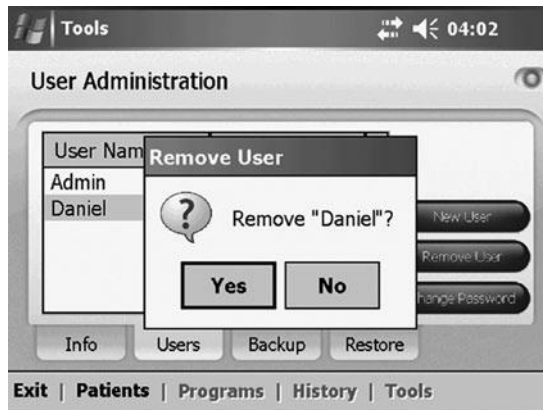 Tools 04:02
User Administration
User Nam
Remove User
Admin
Daniel
Remove "Daniel"?
New User
Remove User
hange Password
Yes No
Info Users Backup Restore
Exit | Patients | Programs | History | Tools